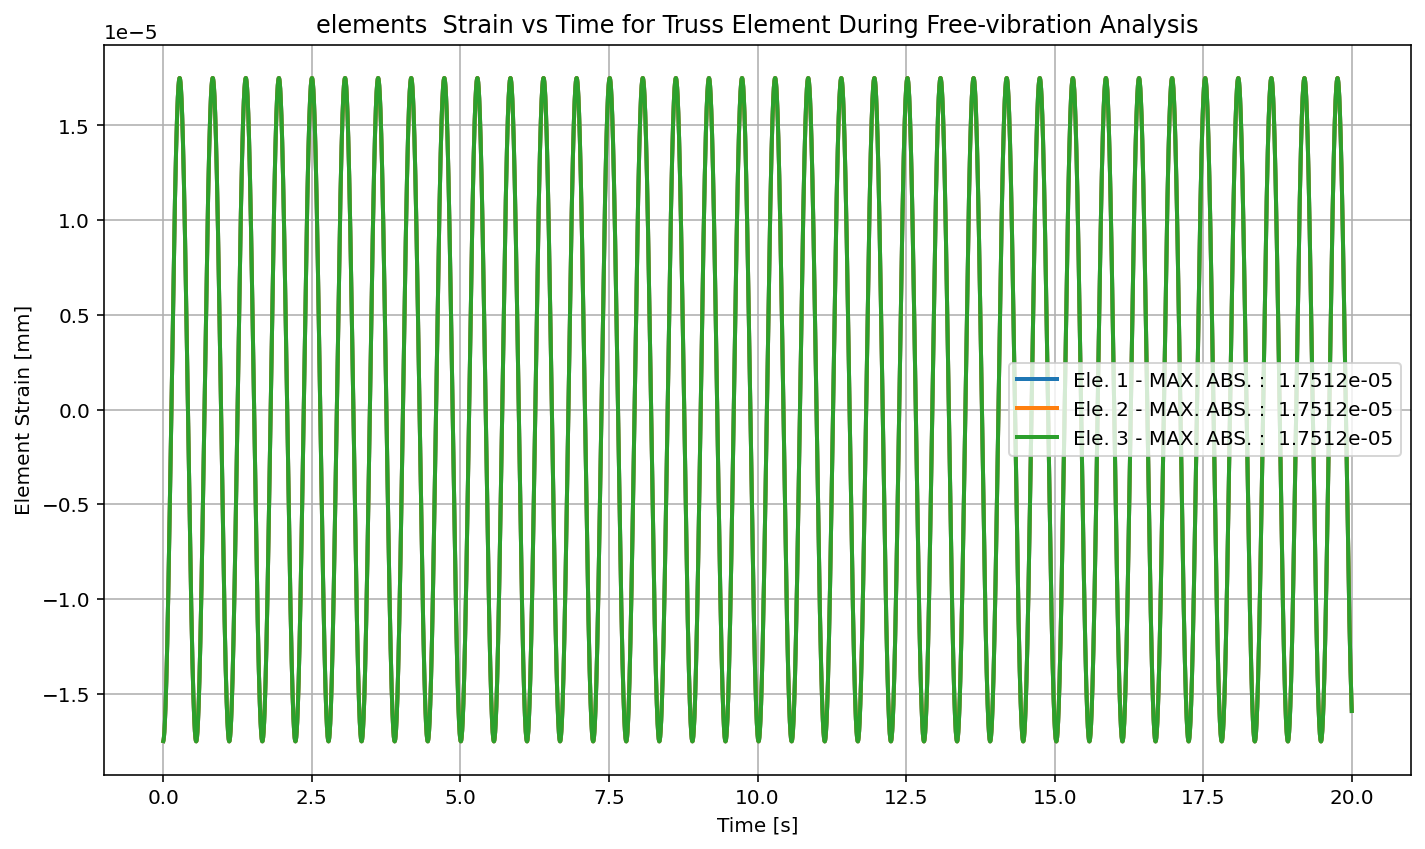 elements  Strain vs Time for Truss Element During Free-vibration Analysis
1e−5
1.5
1.0
0.5
0.0
−0.5
−1.0
−1.5
Element Strain [mm]
Ele. 1 - MAX. ABS. :  1.7512e-05
Ele. 2 - MAX. ABS. :  1.7512e-05
Ele. 3 - MAX. ABS. :  1.7512e-05
0.0 2.5 5.0 7.5 10.0 12.5 15.0 17.5 20.0
Time [s]